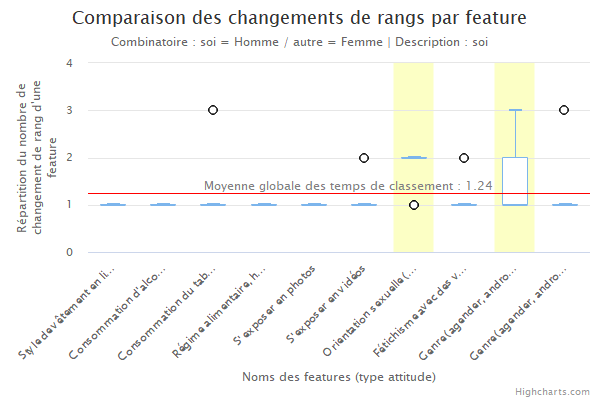 Comparaison des changements de rangs par feature
Combinatoire : soi = Homme / autre = Femme | Description : soi
Répartition du nombre de
changement de rang d'une
feature
4
3
2
1
0
Moyenne globale des temps de classement : 1.24
Style de vêtement en li...
Consommation d'alco...
Consommation du tab...
Régime alimentaire, h...
S'exposer en photos
S'exposer en vidéos
Orientation sexuelle (...
Fétichisme avec des v...
Genre (agender, andro...
Genre (agender, andro...
Noms des features (type attitude)
Highcharts.com